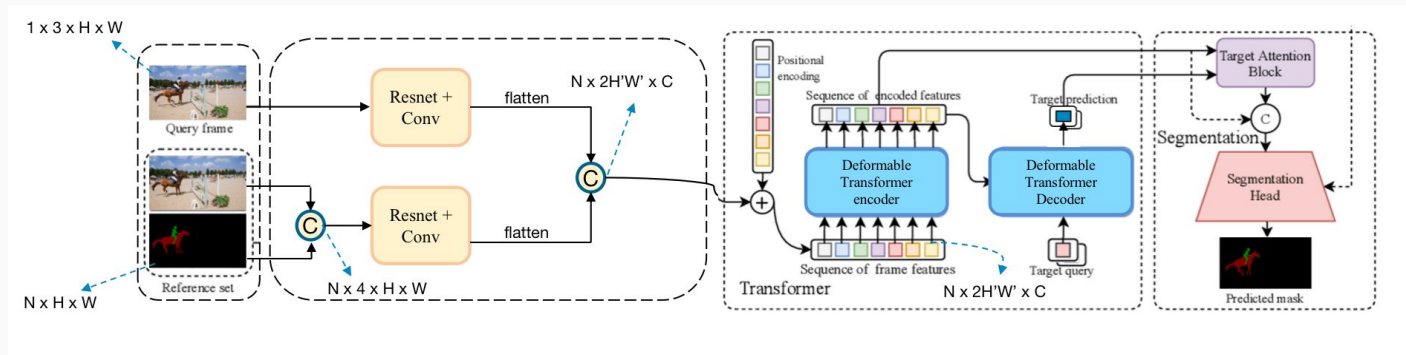 1 x 3 x H x W
Query frame
Reference set
N x H x W
Resnet +
Conv
flatten
C
Resnet +
Conv
flatten
N x 4 x H x W
C
N x 2H'W' x C
Positional
encoding
Sequence of encoded features
Deformable
Transformer
encoder
Sequence of frame features
Transformer
N x 2H'W' x C
Target prediction
Deformable
Transformer
Decoder
Target query
Target Attention
Block
C
Segmentation
Segmentation
Head
Predicted mask